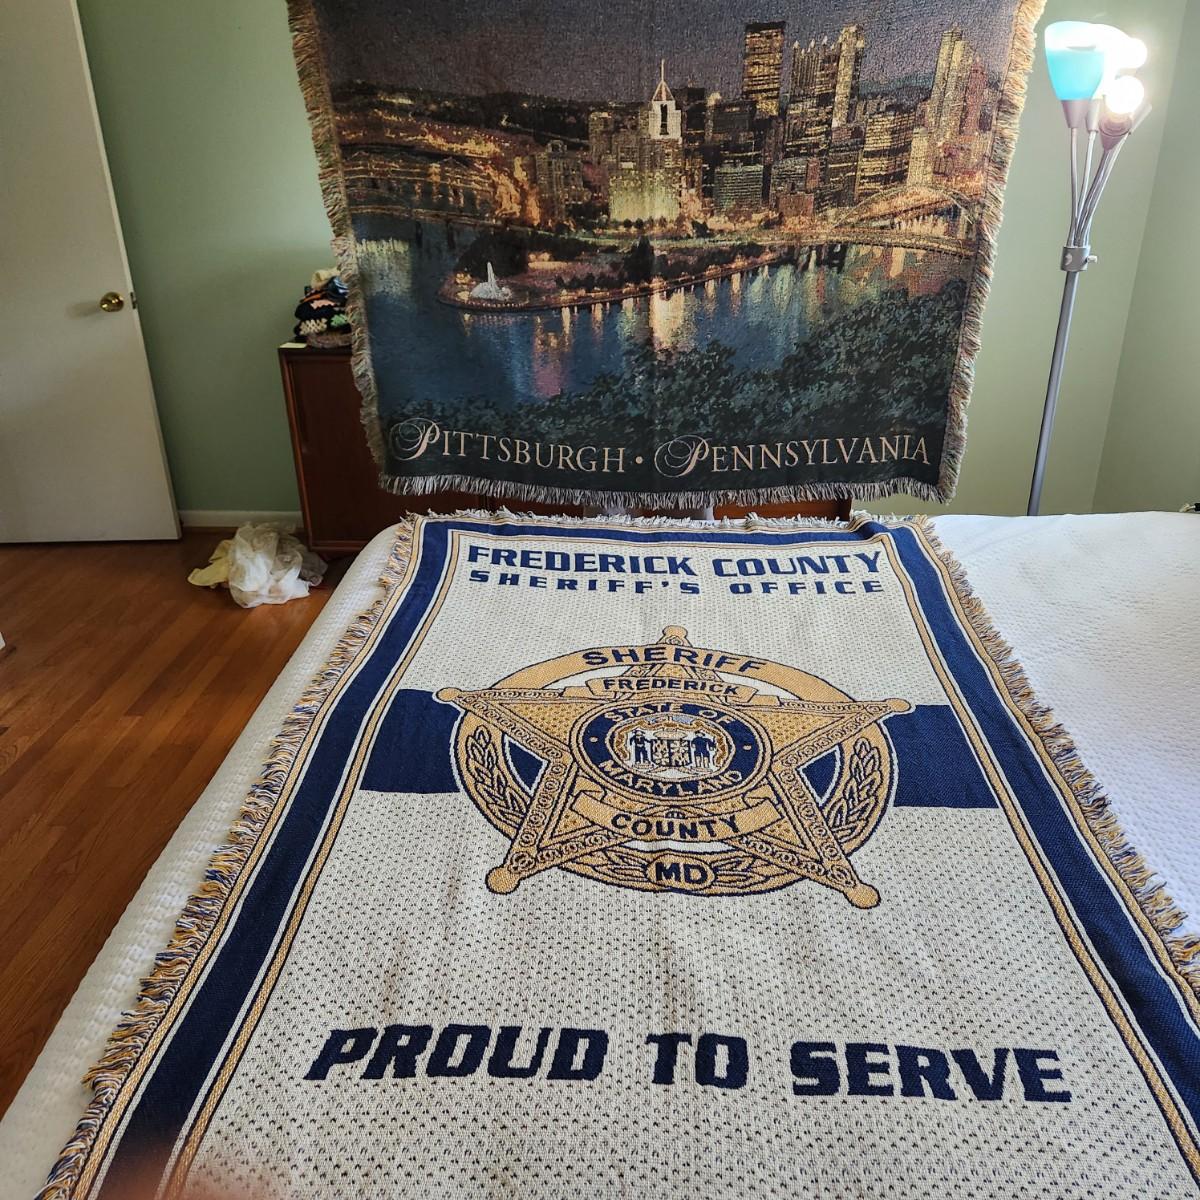 PITTSBURGH • PENNSYLVANIA
FREDERICK COUNTY
SHERIFF'S OFFICE
SHERIFF
FREDERICK
STATE OF
MARYLAND
COUNTY
MD
PROUD TO SERVE